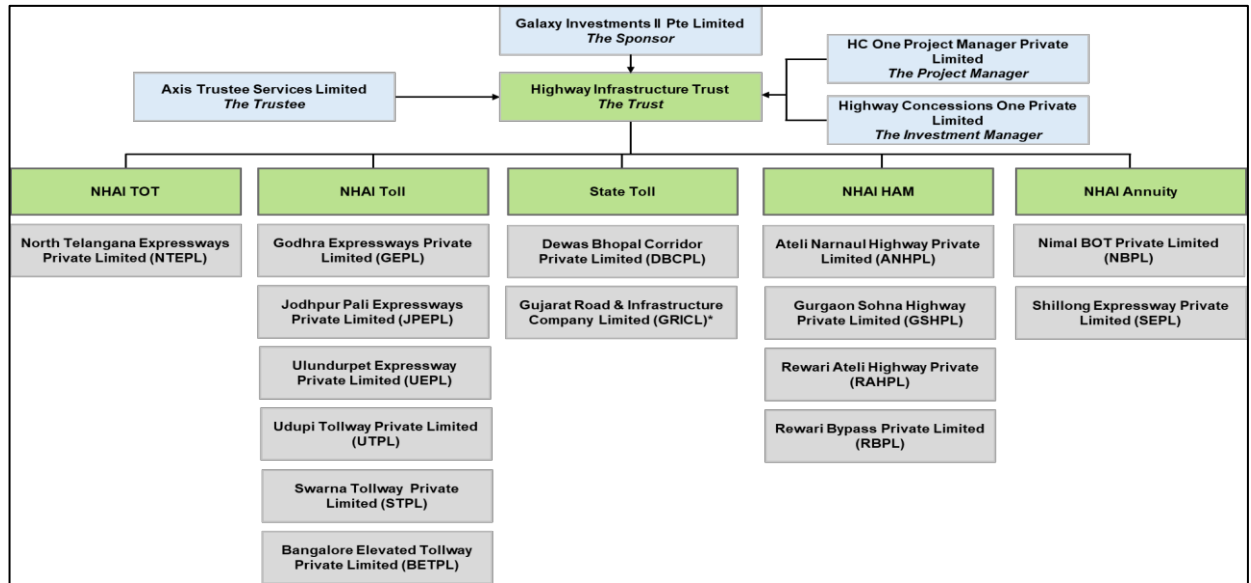 Galaxy Investments II Pte Limited
The Sponsor
HC One Project Manager Private
Limited
The Project Manager
Axis Trustee Services Limited
The Trustee
Highway Infrastructure Trust
The Trust
Highway Concessions One Private
Limited
The Investment Manager
NHAI TOT
NHAI Toll
State Toll
NHAI HAM
NHAI Annuity
North Telangana Expressways
Private Limited (NTEPL)
Godhra Expressways Private
Limited (GEPL)
Dewas Bhopal Corridor
Private Limited (DBCPL)
Ateli Narnaul Highway Private
Limited (ANHPL)
Nimal BOT Private Limited
(NBPL)
Jodhpur Pali Expressways
Private Limited (JPEPL)
Gujarat Road & Infrastructure
Company Limited (GRICL)*
Gurgaon Sohna Highway
Private Limited (GSHPL)
Shillong Expressway Private
Limited (SEPL)
Ulundurpet Expressway
Private Limited (UEPL)
Rewari Ateli Highway Private
(RAHPL)
Udupi Tollway Private Limited
(UTPL)
Rewari Bypass Private Limited
(RBPL)
Swarna Tollway Private
Limited (STPL)
Bangalore Elevated Tollway
Private Limited (BETPL)